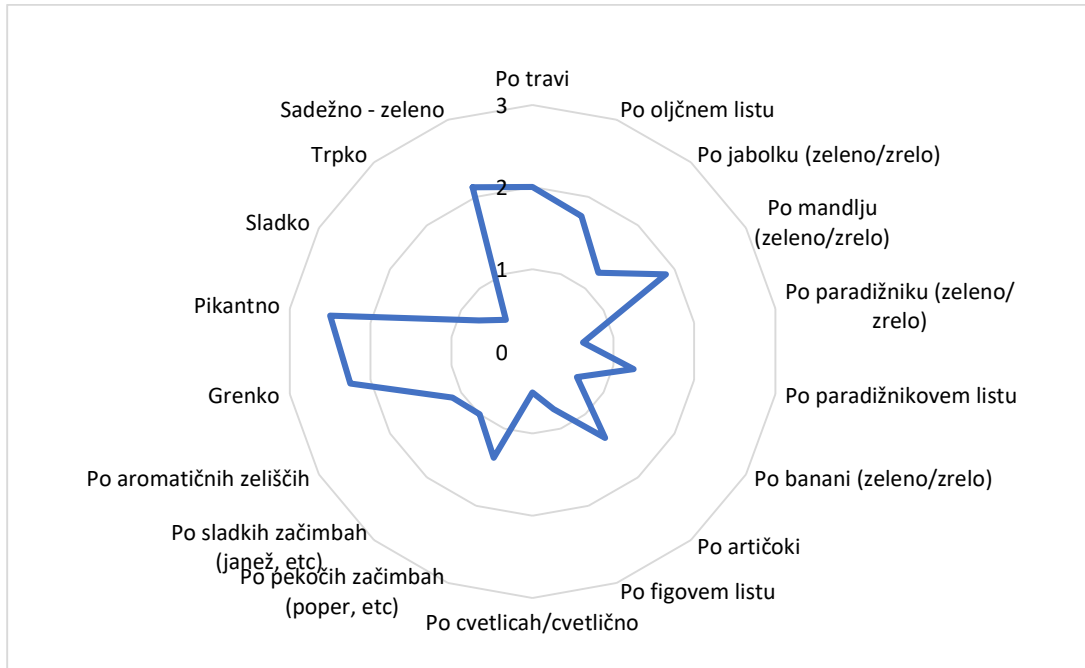 Po travi
3
Sadežno - zeleno
Po oljčnem listu
Trpko
Po jabolku (zeleno/zrelo)
2
Sladko
Po mandlju
(zeleno/zrelo)
1
Pikantno
Po paradižniku (zeleno/
zrelo)
0
Grenko
Po paradižnikovem listu
Po aromatičnih zeliščih
Po banani (zeleno/zrelo)
Po sladkih začimbah
(janež, etc)
Po artičoki
Po pekočih začimbah
(poper, etc)
Po figovem listu
Po cvetlicah/cvetlično